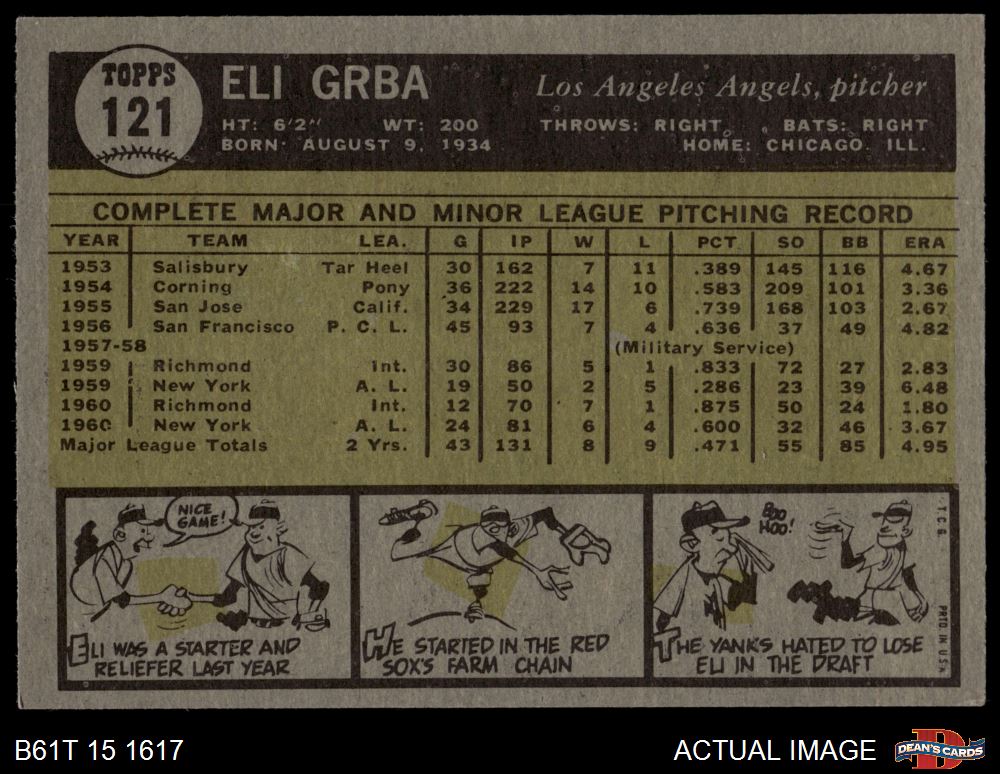 TOPPS
121
ELI GRBA
Los Angeles Angels, pitcher
HT: 6'2" WT: 200 THROWS: RIGHT BATS: RIGHT
BORN: AUGUST 9, 1934 HOME: CHICAGO. ILL.
COMPLETE MAJOR AND MINOR LEAGUE PITCHING RECORD
YEAR TEAM LEA. G IP W L PCT. SO BB ERA
1953 Salisbury Tar Heel 30 162 7 11 .389 145 116 4.67
1954 Corning Pony 36 222 14 10 .583 209 101 3.36
1955 San Jose Calif. 34 229 17 6 .739 168 103 2.67
1956 San Francisco P. C. L. 45 93 7 4 .636 37 49 4.82
1957-58 (Military Service)
1959 Richmond Int. 30 86 5 1 .833 72 27 2.83
1959 New York A. L. 19 50 2 5 .286 23 39 6.48
1960 Richmond Int. 12 70 7 1 .875 50 24 1.80
1960 New York A. L. 24 81 6 4 .600 32 46 3.67
Major League Totals 2 Yrs. 43 131 8 9 .471 55 85 4.95
NICE
GAME!
ELI WAS A STARTER AND
RELIEFER LAST YEAR
HE STARTED IN THE RED
SOX'S FARM CHAIN
BOO
HOO!
THE YANKS HATED TO LOSE
ELI IN THE DRAFT
T.C.G. PRTD IN U.S.A.
B61T 15 1617
ACTUAL IMAGE
D
DEAN'S CARDS